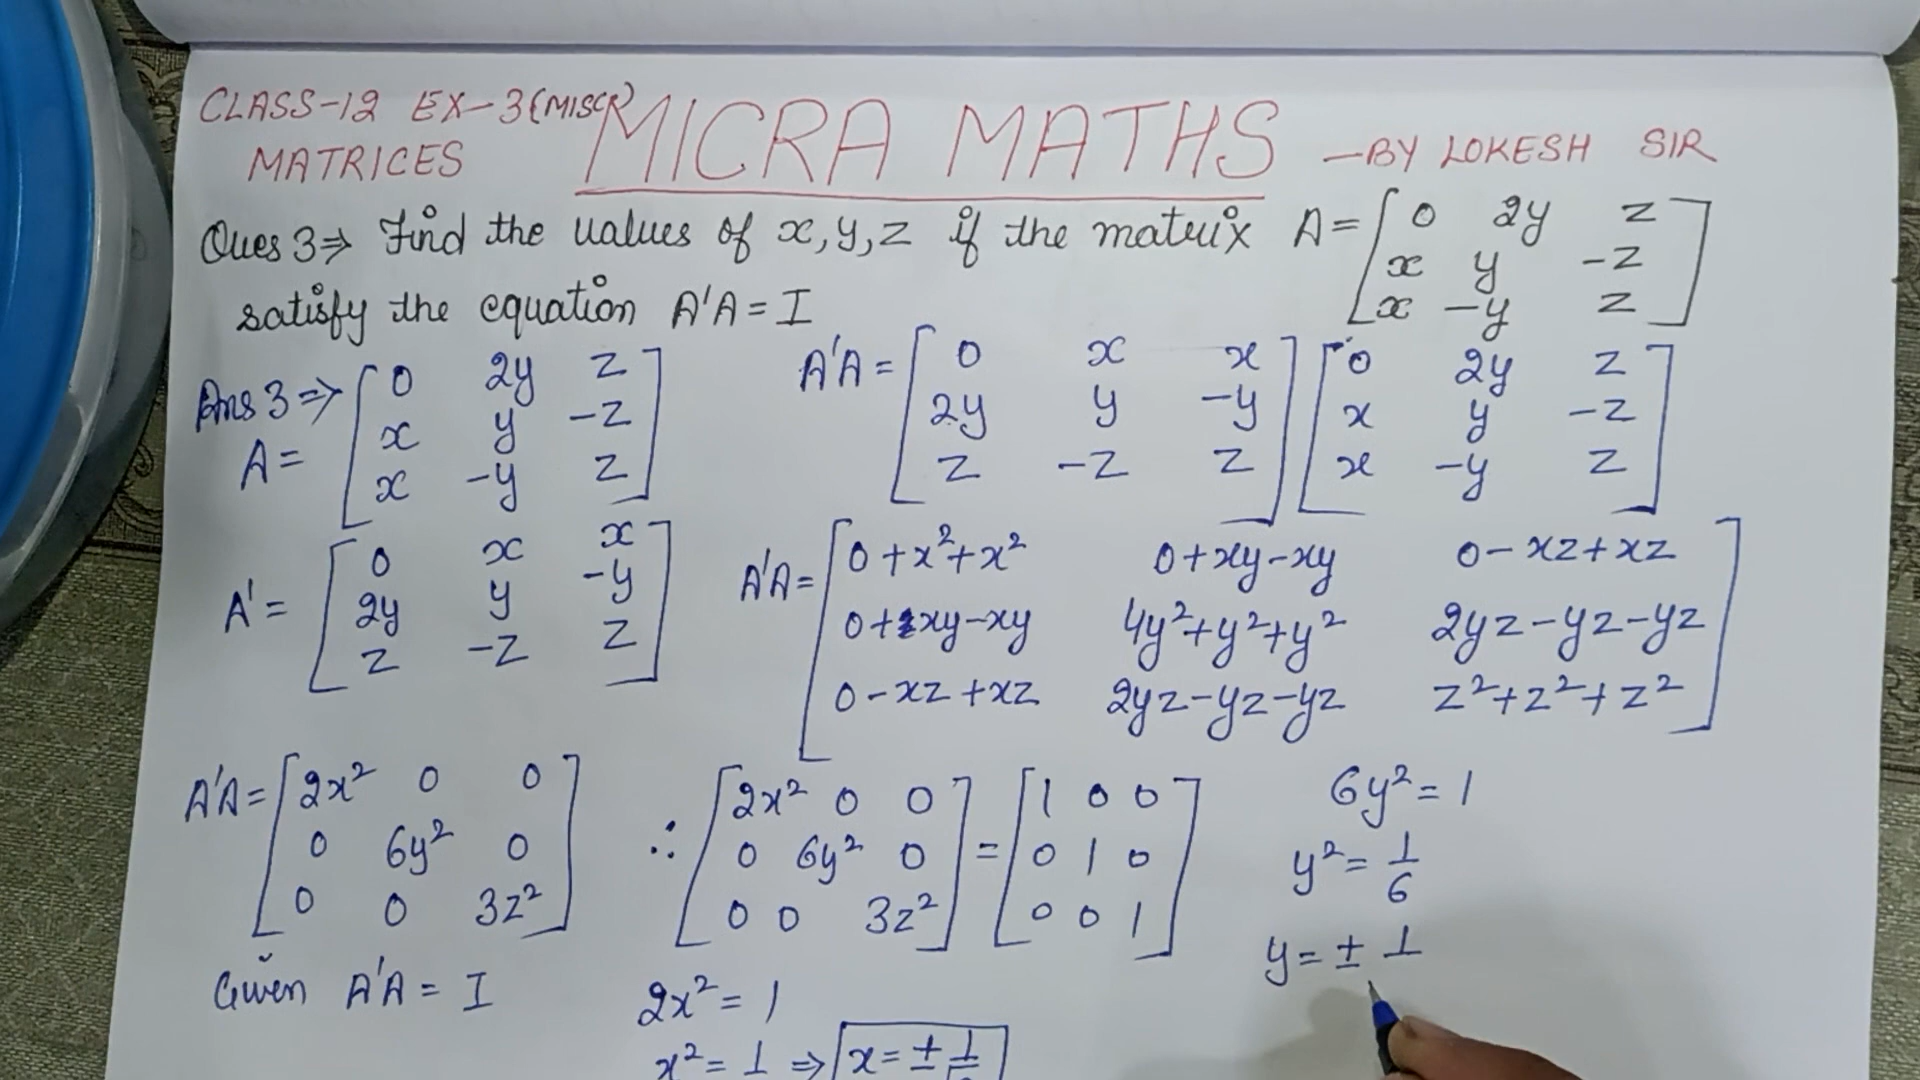 CLASS-12 EX-3(MISC)
MATRICES
MICRA MATHS
-BY LOKESH SIR
Ques 3⇒ Find the values of x, y, z if the matrix A = [0 2y z
x y -z
x -y z]
satisfy the equation A'A = I
Ans 3 ⇒
A = [0 2y z
x y -z
x -y z]
A' = [0 x x
2y y -y
z -z z]
A'A = [0 x x
2y y -y
z -z z] [0 2y z
x y -z
x -y z]
A'A = [0+x²+x² 0+xy-xy 0-xz+xz
0+xy-xy 4y²+y²+y² 2yz-yz-yz
0-xz+xz 2yz-yz-yz z²+z²+z²]
A'A = [2x² 0 0
0 6y² 0
0 0 3z²]
Given A'A = I
∴ [2x² 0 0
0 6y² 0
0 0 3z²] = [1 0 0
0 1 0
0 0 1]
2x² = 1
x² = 1 ⇒ x = ± 1
6y² = 1
y² = 1/6
y = ± 1